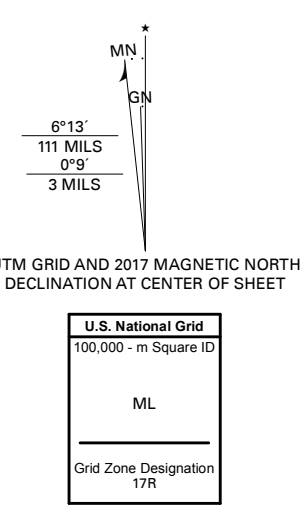 ★
MN
GN
6°13´
111 MILS
0°9´
3 MILS
UTM GRID AND 2017 MAGNETIC NORTH
DECLINATION AT CENTER OF SHEET
U.S. National Grid
100,000 - m Square ID
ML
Grid Zone Designation
17R